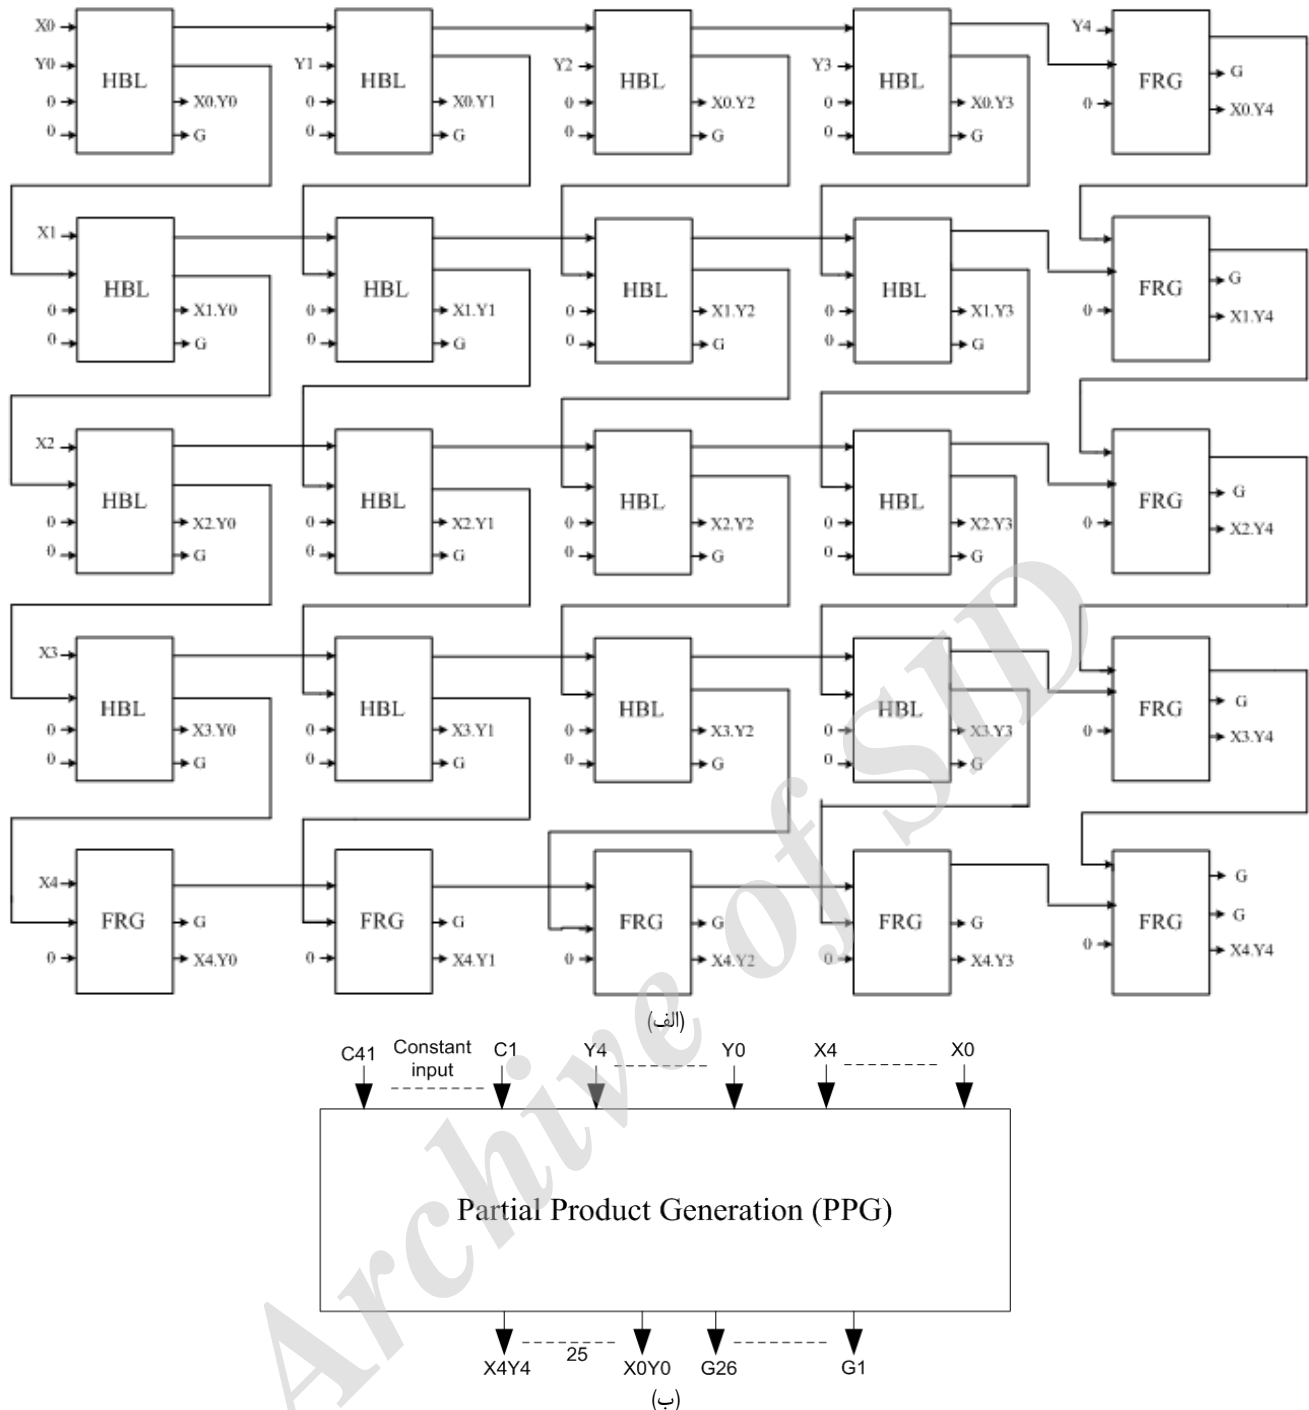 X0 Y0 0 0 HBL X0.Y0 G Y1 0 0 HBL X0.Y1 G Y2 0 0 HBL X0.Y2 G Y3 0 0 HBL X0.Y3 G Y4 0 FRG G X0.Y4
X1 0 0 HBL X1.Y0 G 0 0 HBL X1.Y1 G 0 0 HBL X1.Y2 G 0 0 HBL X1.Y3 G 0 FRG G X1.Y4
X2 0 0 HBL X2.Y0 G 0 0 HBL X2.Y1 G 0 0 HBL X2.Y2 G 0 0 HBL X2.Y3 G 0 FRG G X2.Y4
X3 0 0 HBL X3.Y0 G 0 0 HBL X3.Y1 G 0 0 HBL X3.Y2 G 0 0 HBL X3.Y3 G 0 FRG G X3.Y4
X4 0 FRG G X4.Y0 0 FRG G X4.Y1 0 FRG G X4.Y2 0 FRG G X4.Y3 0 FRG G G X4.Y4
(الف)
C41 Constant input C1 Y4 Y0 X4 X0
Partial Product Generation (PPG)
X4Y4 25 X0Y0 G26 G1
(ب)
Archive of SID